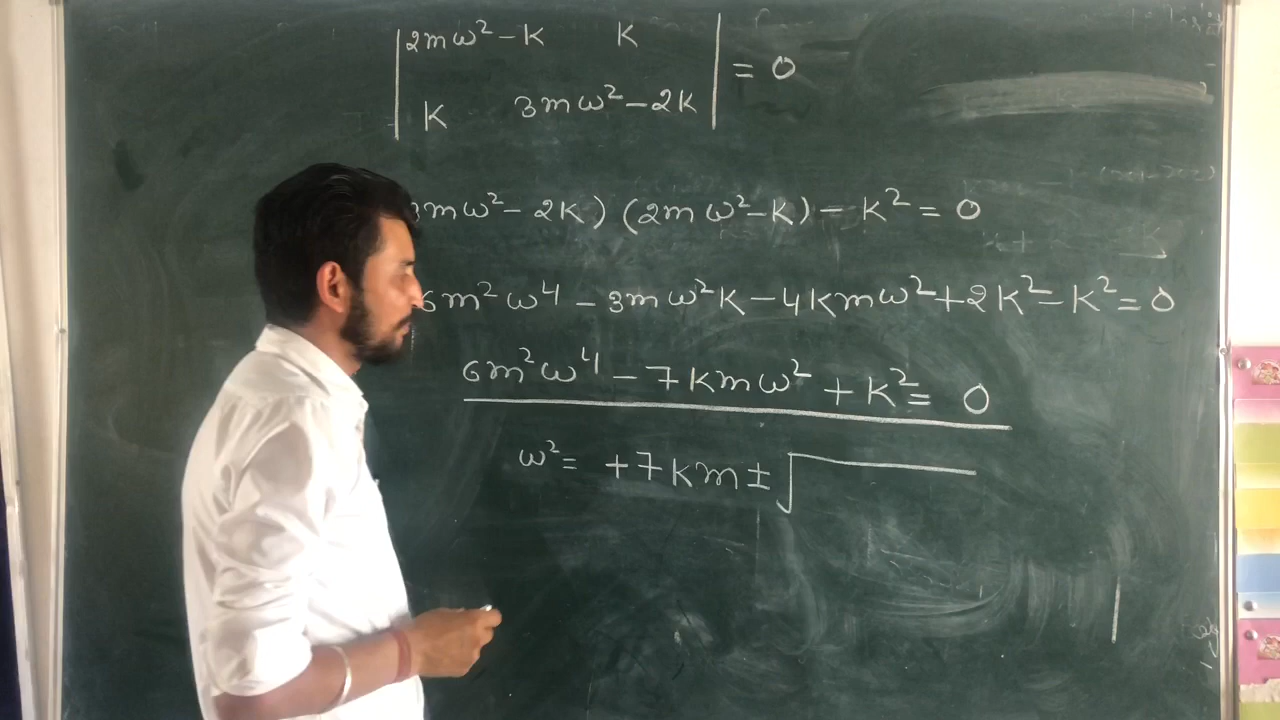 |2mω²-K K| = 0
|K 3mω²-2K|
3mω²- 2K) (2mω²-K) - K² = 0
6m²ω⁴ - 3mω²K - 4Kmω² + 2K² - K² = 0
6m²ω⁴ - 7Kmω² + K² = 0
ω² = +7Km ± √